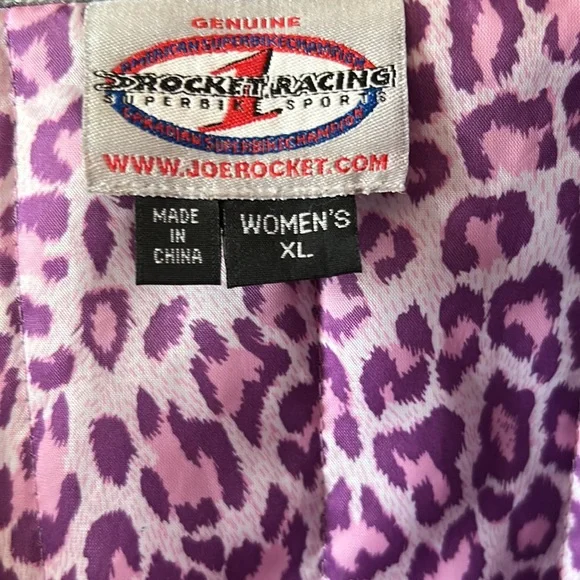 GENUINE
AMERICAN SUPERBIKE CHAMPION
ROCKET RACING
SUPERBIKE SPORTS
CANADIAN SUPERBIKE CHAMPION
WWW.JOEROCKET.COM
MADE
IN
CHINA
WOMEN'S
XL